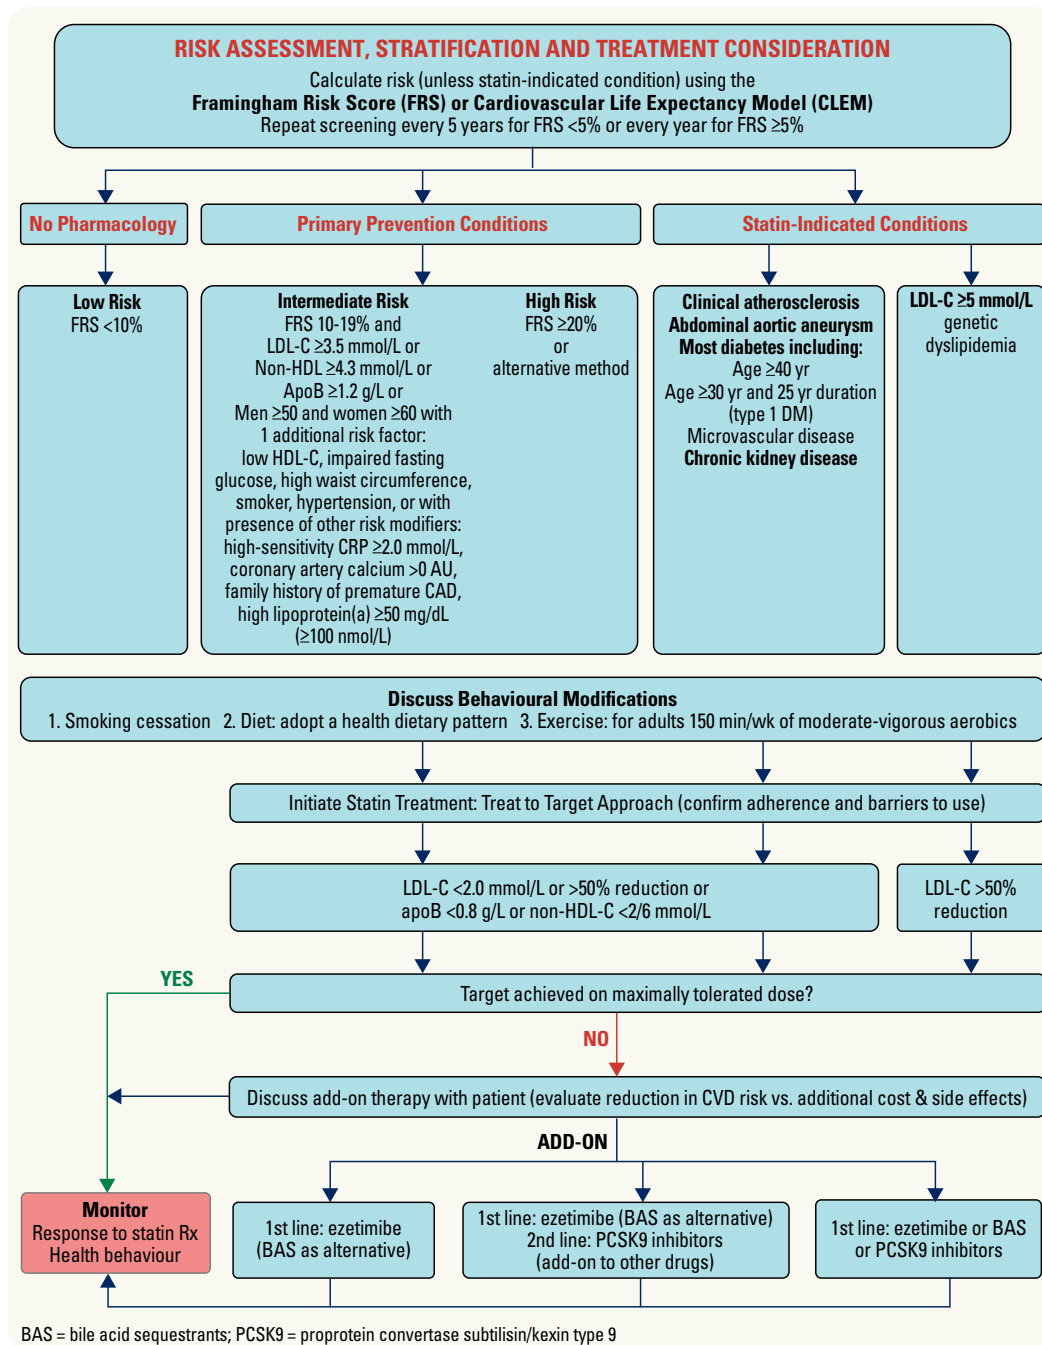 RISK ASSESSMENT, STRATIFICATION AND TREATMENT CONSIDERATION
Calculate risk (unless statin-indicated condition) using the
Framingham Risk Score (FRS) or Cardiovascular Life Expectancy Model (CLEM)
Repeat screening every 5 years for FRS <5% or every year for FRS ≥5%
No Pharmacology
Primary Prevention Conditions
Statin-Indicated Conditions
Low Risk
FRS <10%
Intermediate Risk
FRS 10-19% and
LDL-C ≥3.5 mmol/L or
Non-HDL ≥4.3 mmol/L or
ApoB ≥1.2 g/L or
Men ≥50 and women ≥60 with
1 additional risk factor:
low HDL-C, impaired fasting
glucose, high waist circumference,
smoker, hypertension, or with
presence of other risk modifiers:
high-sensitivity CRP ≥2.0 mmol/L,
coronary artery calcium >0 AU,
family history of premature CAD,
high lipoprotein(a) ≥50 mg/dL
(≥100 nmol/L)
High Risk
FRS ≥20%
or
alternative method
Clinical atherosclerosis
Abdominal aortic aneurysm
Most diabetes including:
Age ≥40 yr
Age ≥30 yr and 25 yr duration
(type 1 DM)
Microvascular disease
Chronic kidney disease
LDL-C ≥5 mmol/L
genetic
dyslipidemia
Discuss Behavioural Modifications
1. Smoking cessation 2. Diet: adopt a health dietary pattern 3. Exercise: for adults 150 min/wk of moderate-vigorous aerobics
Initiate Statin Treatment: Treat to Target Approach (confirm adherence and barriers to use)
LDL-C <2.0 mmol/L or >50% reduction or
apoB <0.8 g/L or non-HDL-C <2/6 mmol/L
LDL-C >50%
reduction
YES
Target achieved on maximally tolerated dose?
NO
Discuss add-on therapy with patient (evaluate reduction in CVD risk vs. additional cost & side effects)
ADD-ON
Monitor
Response to statin Rx
Health behaviour
1st line: ezetimibe
(BAS as alternative)
1st line: ezetimibe (BAS as alternative)
2nd line: PCSK9 inhibitors
(add-on to other drugs)
1st line: ezetimibe or BAS
or PCSK9 inhibitors
BAS = bile acid sequestrants; PCSK9 = proprotein convertase subtilisin/kexin type 9